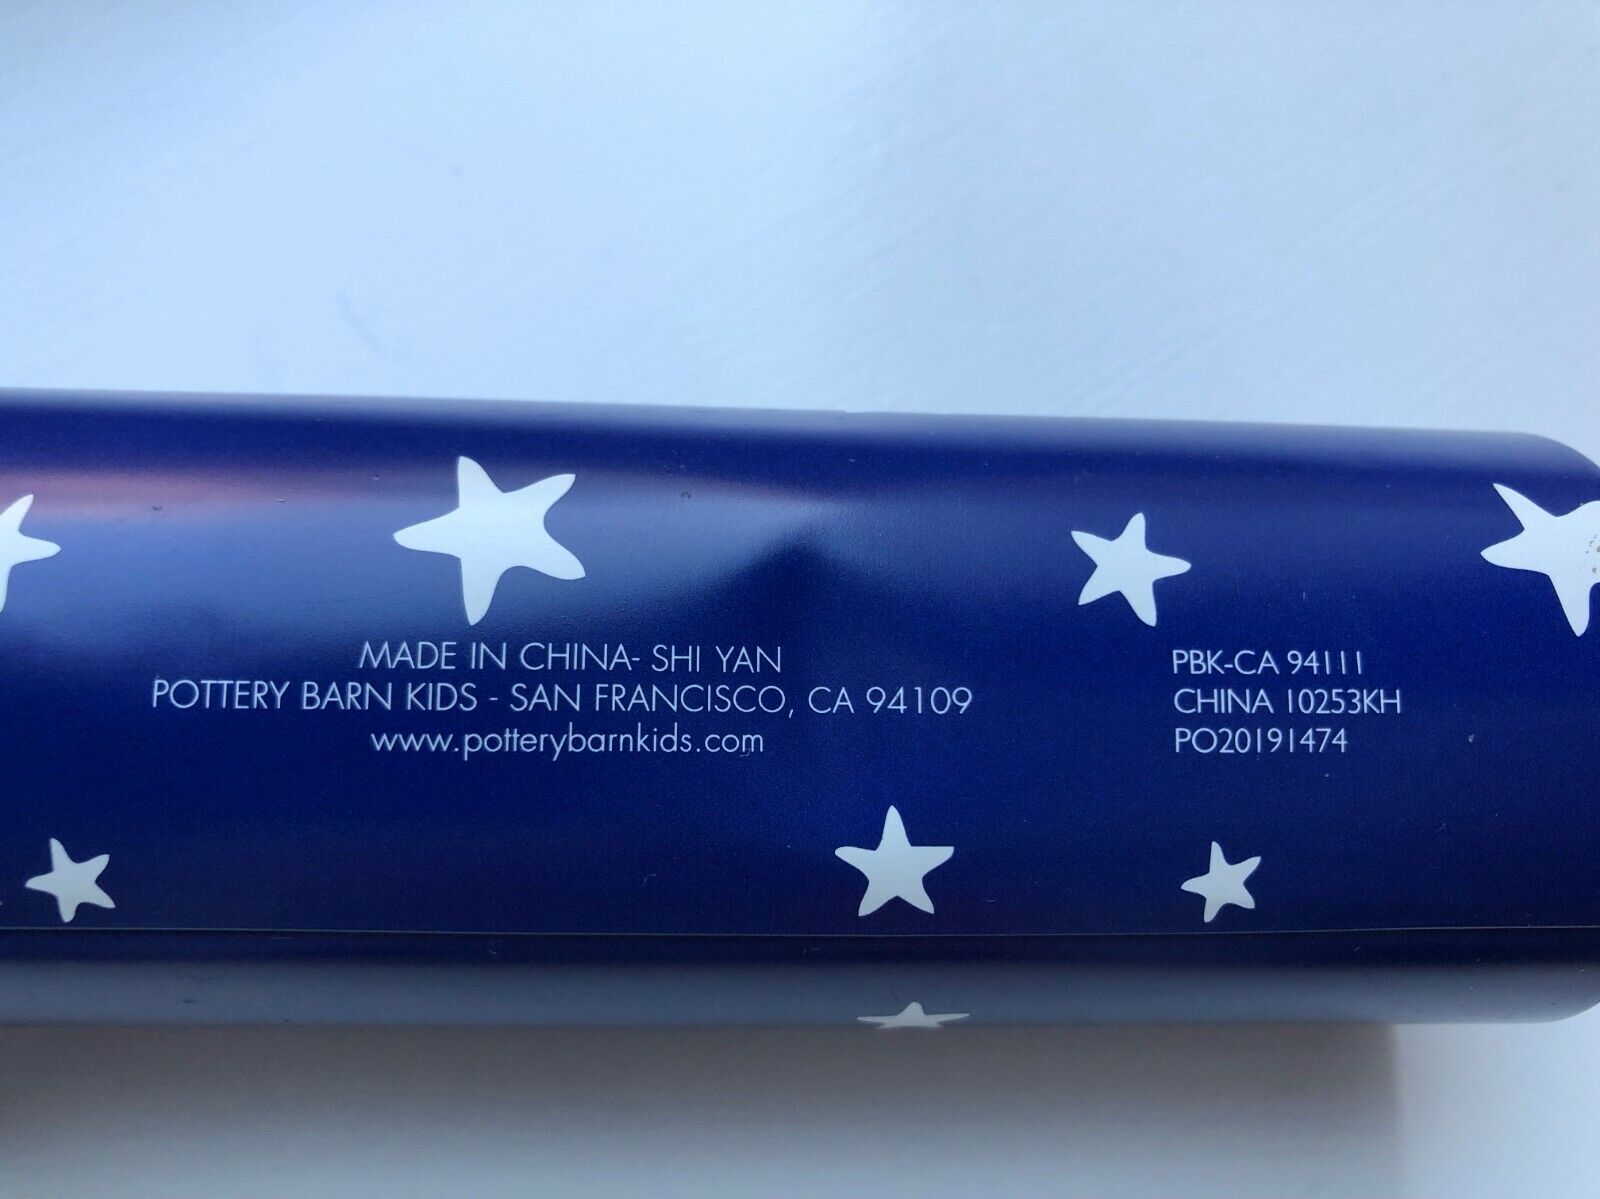 MADE IN CHINA- SHI YAN
POTTERY BARN KIDS - SAN FRANCISCO, CA 94109
www.potterybarnkids.com
PBK-CA 94111
CHINA 10253KH
PO20191474